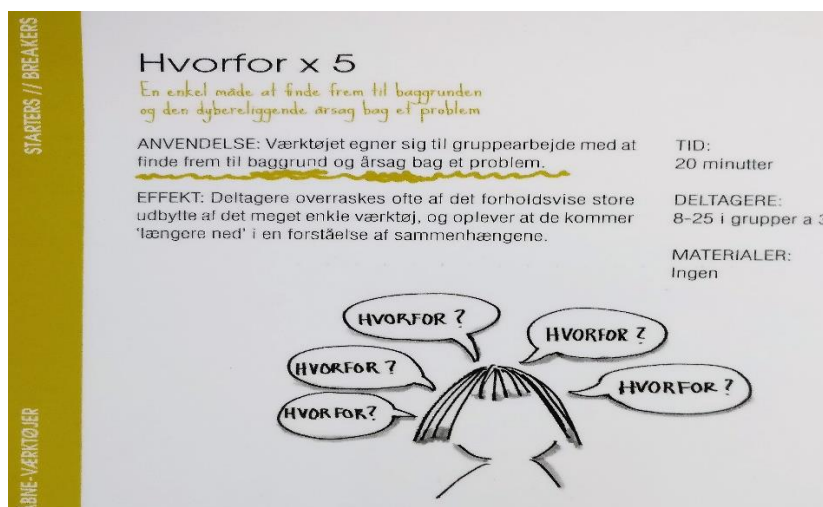 STARTERS // BREAKERS
Hvorfor x 5
En enkel måde at finde frem til baggrunden
og den dybereliggende årsag bag et problem
ANVENDELSE: Værktøjet egner sig til gruppearbejde med at
finde frem til baggrund og årsag bag et problem.
EFFEKT: Deltagere overraskes ofte af det forholdsvise store
udbytte af det meget enkle værktøj, og oplever at de kommer
'længere ned' i en forståelse af sammenhængene.
TID:
20 minutter
DELTAGERE:
8-25 i grupper a 3
MATERIALER:
Ingen
HVORFOR ?
HVORFOR ?
HVORFOR ?
HVORFOR ?
HVORFOR?